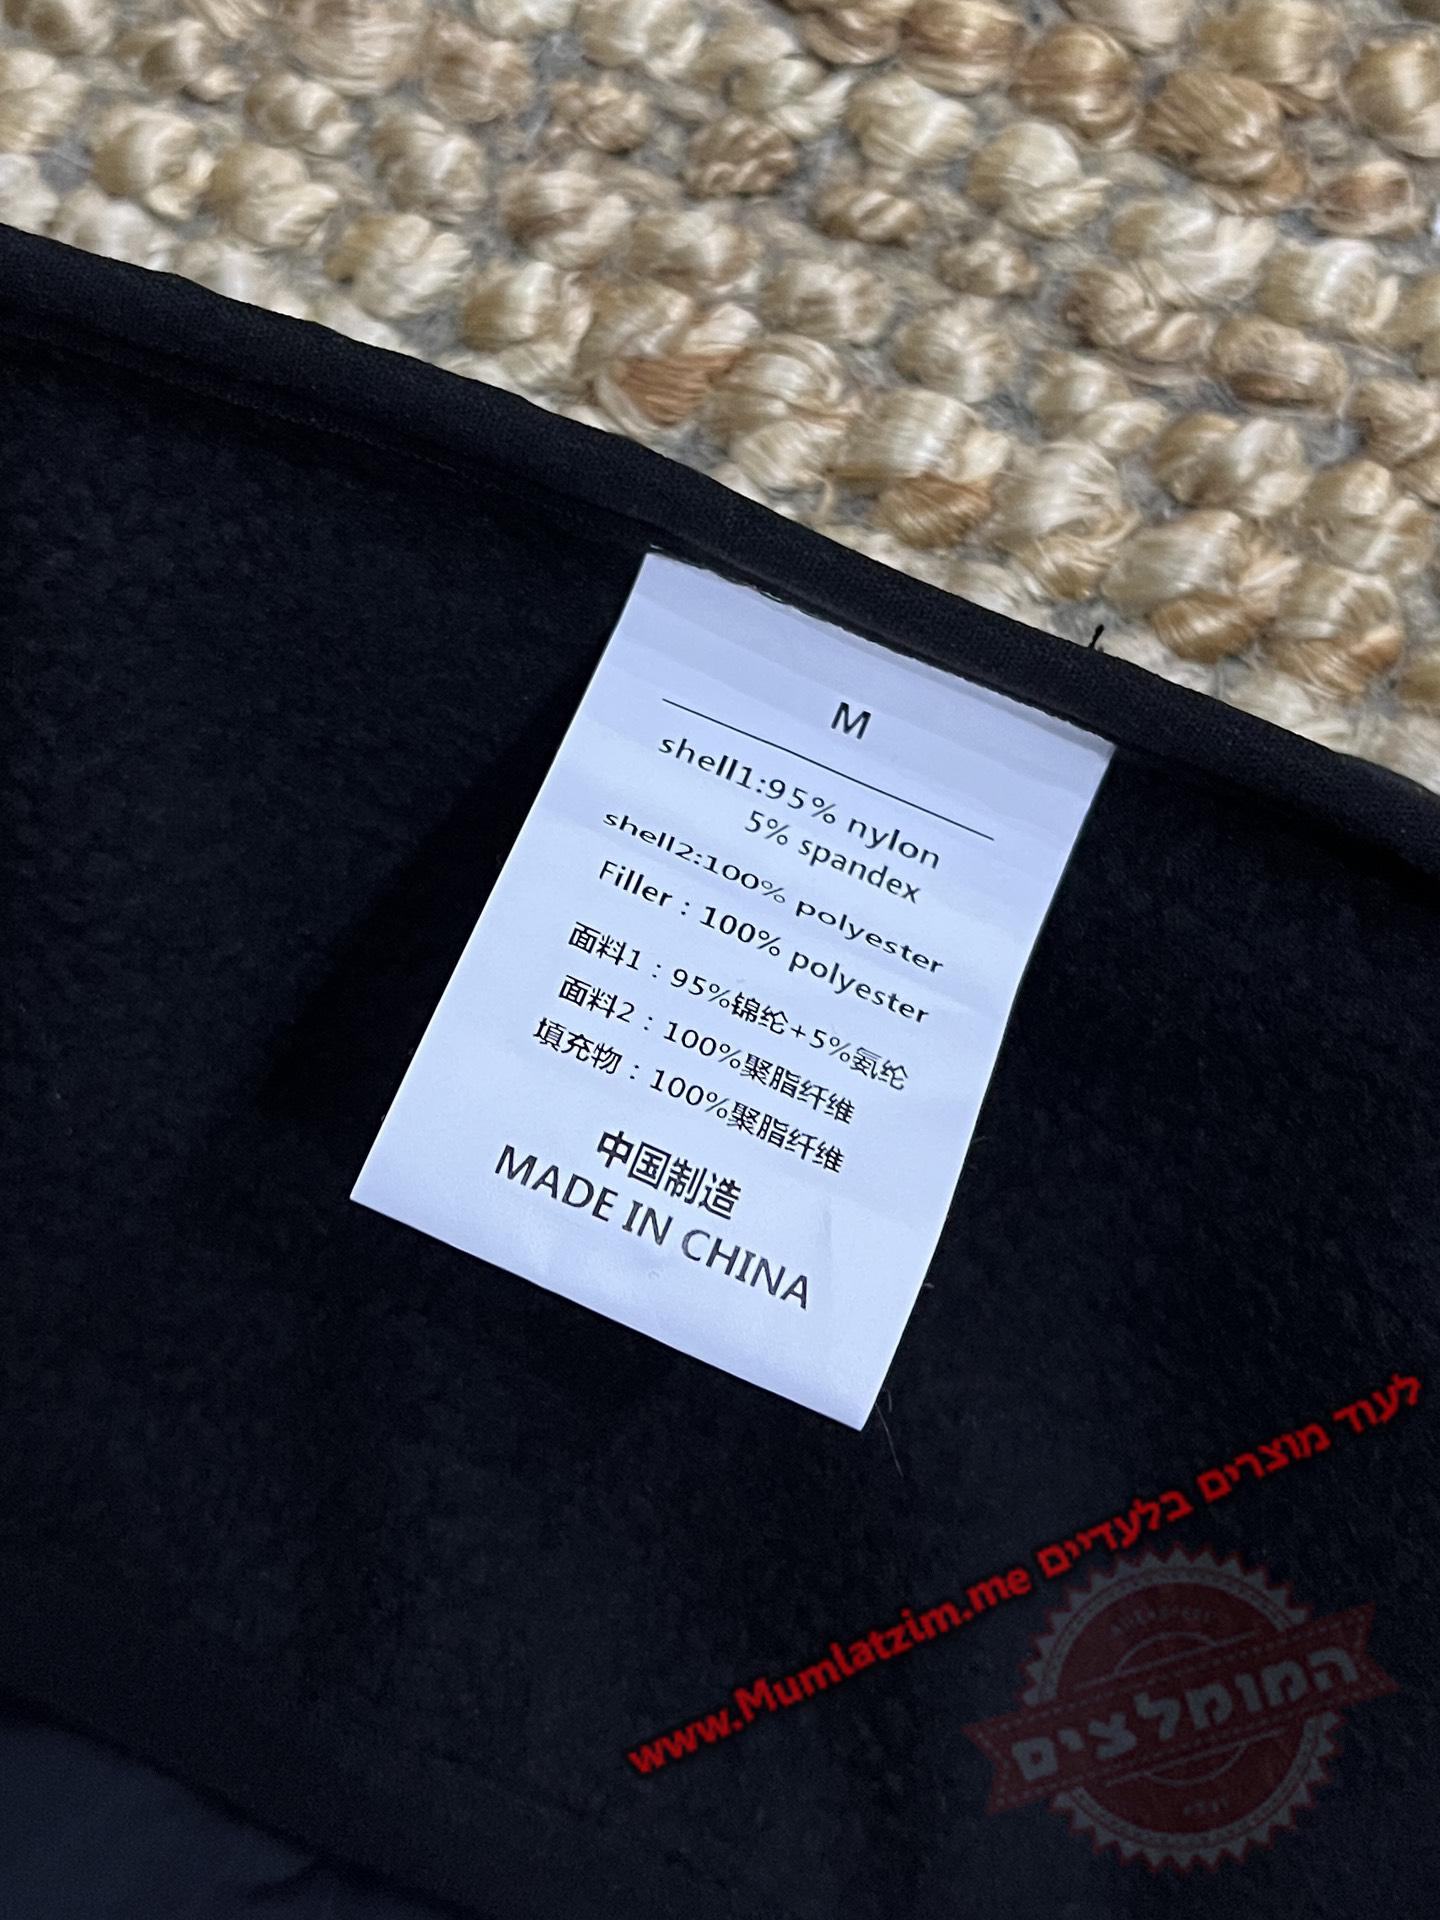 M
shell1:95% nylon
5% spandex
shell2:100% polyester
Filler : 100% polyester
面料1：95%锦纶+5%氨纶
面料2：100%聚脂纤维
填充物：100%聚脂纤维
中国制造
MADE IN CHINA
לעוד מוצרים בלעדיים www.Mumlatzim.me
המומלצים